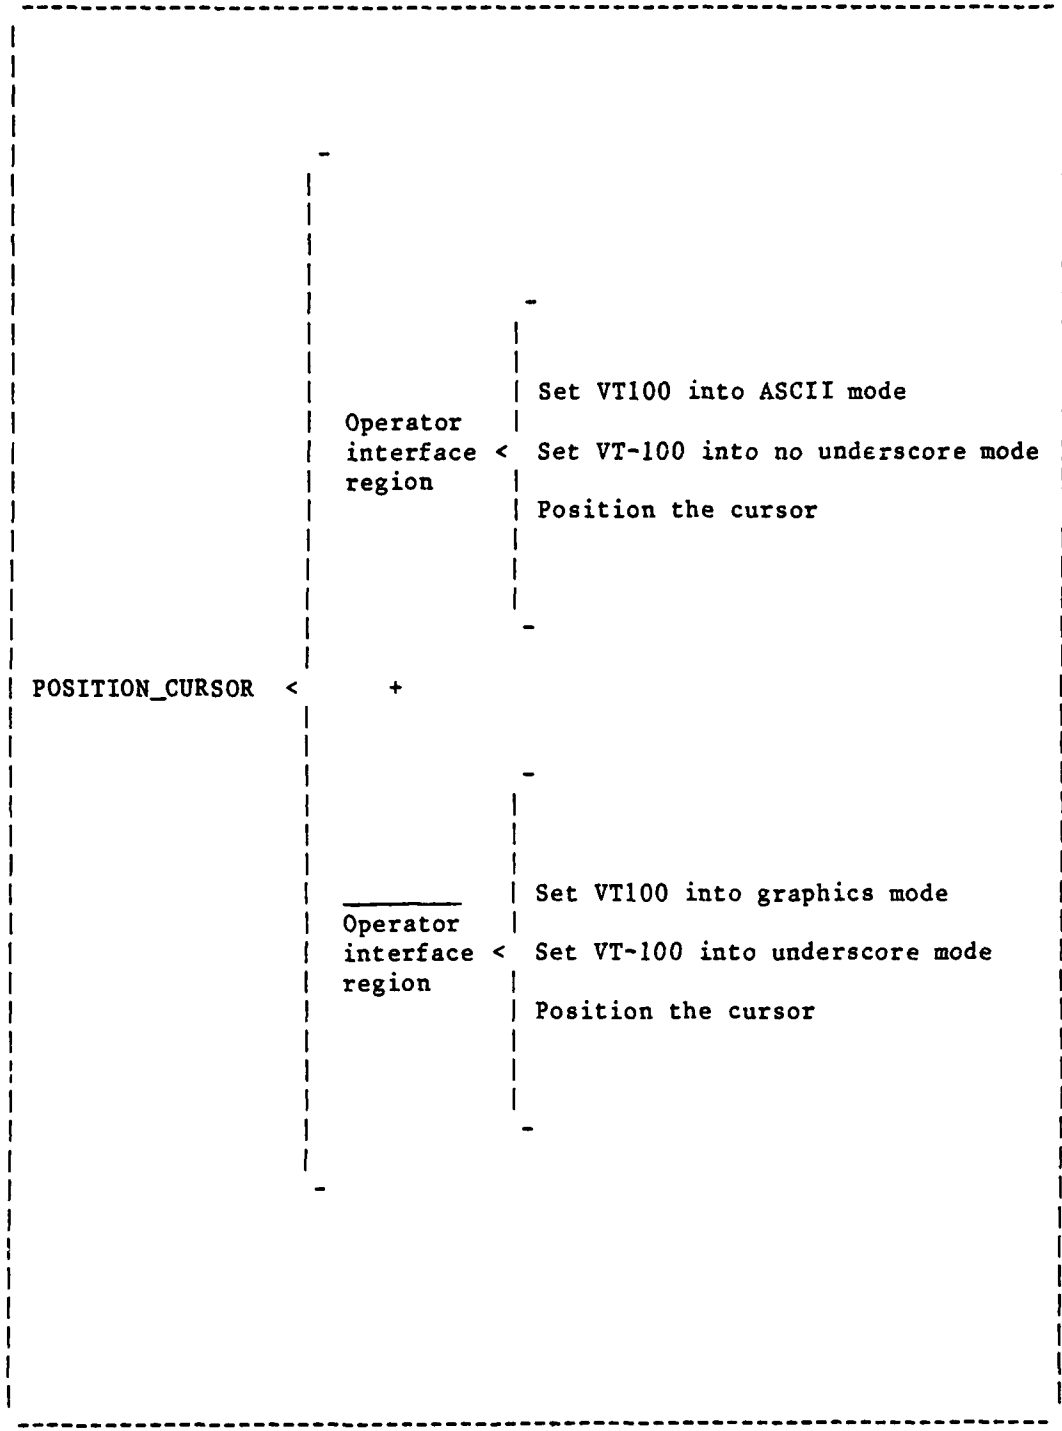 Set VT100 into ASCII mode
Operator
interface < Set VT-100 into no underscore mode
region
Position the cursor
POSITION_CURSOR < +
Set VT100 into graphics mode
Operator
interface < Set VT-100 into underscore mode
region
Position the cursor